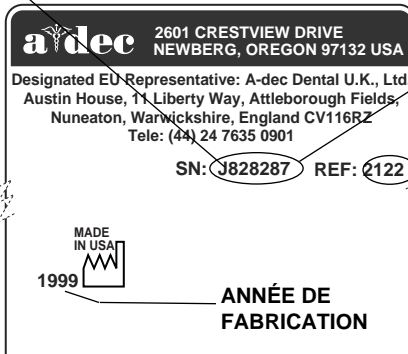 a dec
2601 CRESTVIEW DRIVE
NEWBERG, OREGON 97132 USA
Designated EU Representative: A-dec Dental U.K., Ltd
Austin House, 11 Liberty Way, Attleborough Fields,
Nuneaton, Warwickshire, England CV116RZ
Tele: (44) 24 7635 0901
SN: J828287 REF: 2122
MADE
IN USA
1999
ANNÉE DE
FABRICATION